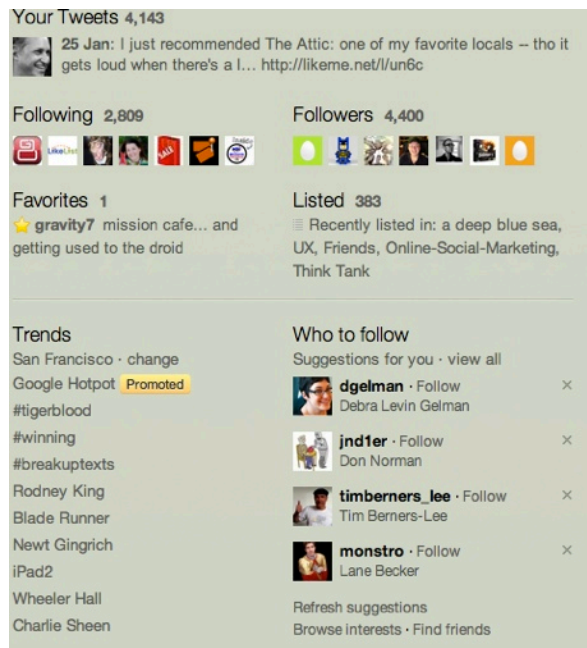 Your Tweets 4,143
25 Jan: I just recommended The Attic: one of my favorite locals -- tho it
gets loud when there's a l... http://likeme.net/l/un6c
Following 2,809
Followers 4,400
LikeList
SALE
Favorites 1
gravity7 mission cafe... and
getting used to the droid
Listed 383
Recently listed in: a deep blue sea,
UX, Friends, Online-Social-Marketing,
Think Tank
Trends
San Francisco · change
Google Hotpot Promoted
#tigerblood
#winning
#breakuptexts
Rodney King
Blade Runner
Newt Gingrich
iPad2
Wheeler Hall
Charlie Sheen
Who to follow
Suggestions for you · view all
dgelman · Follow ×
Debra Levin Gelman
jnd1er · Follow ×
Don Norman
timberners_lee · Follow ×
Tim Berners-Lee
monstro · Follow ×
Lane Becker
Refresh suggestions
Browse interests · Find friends